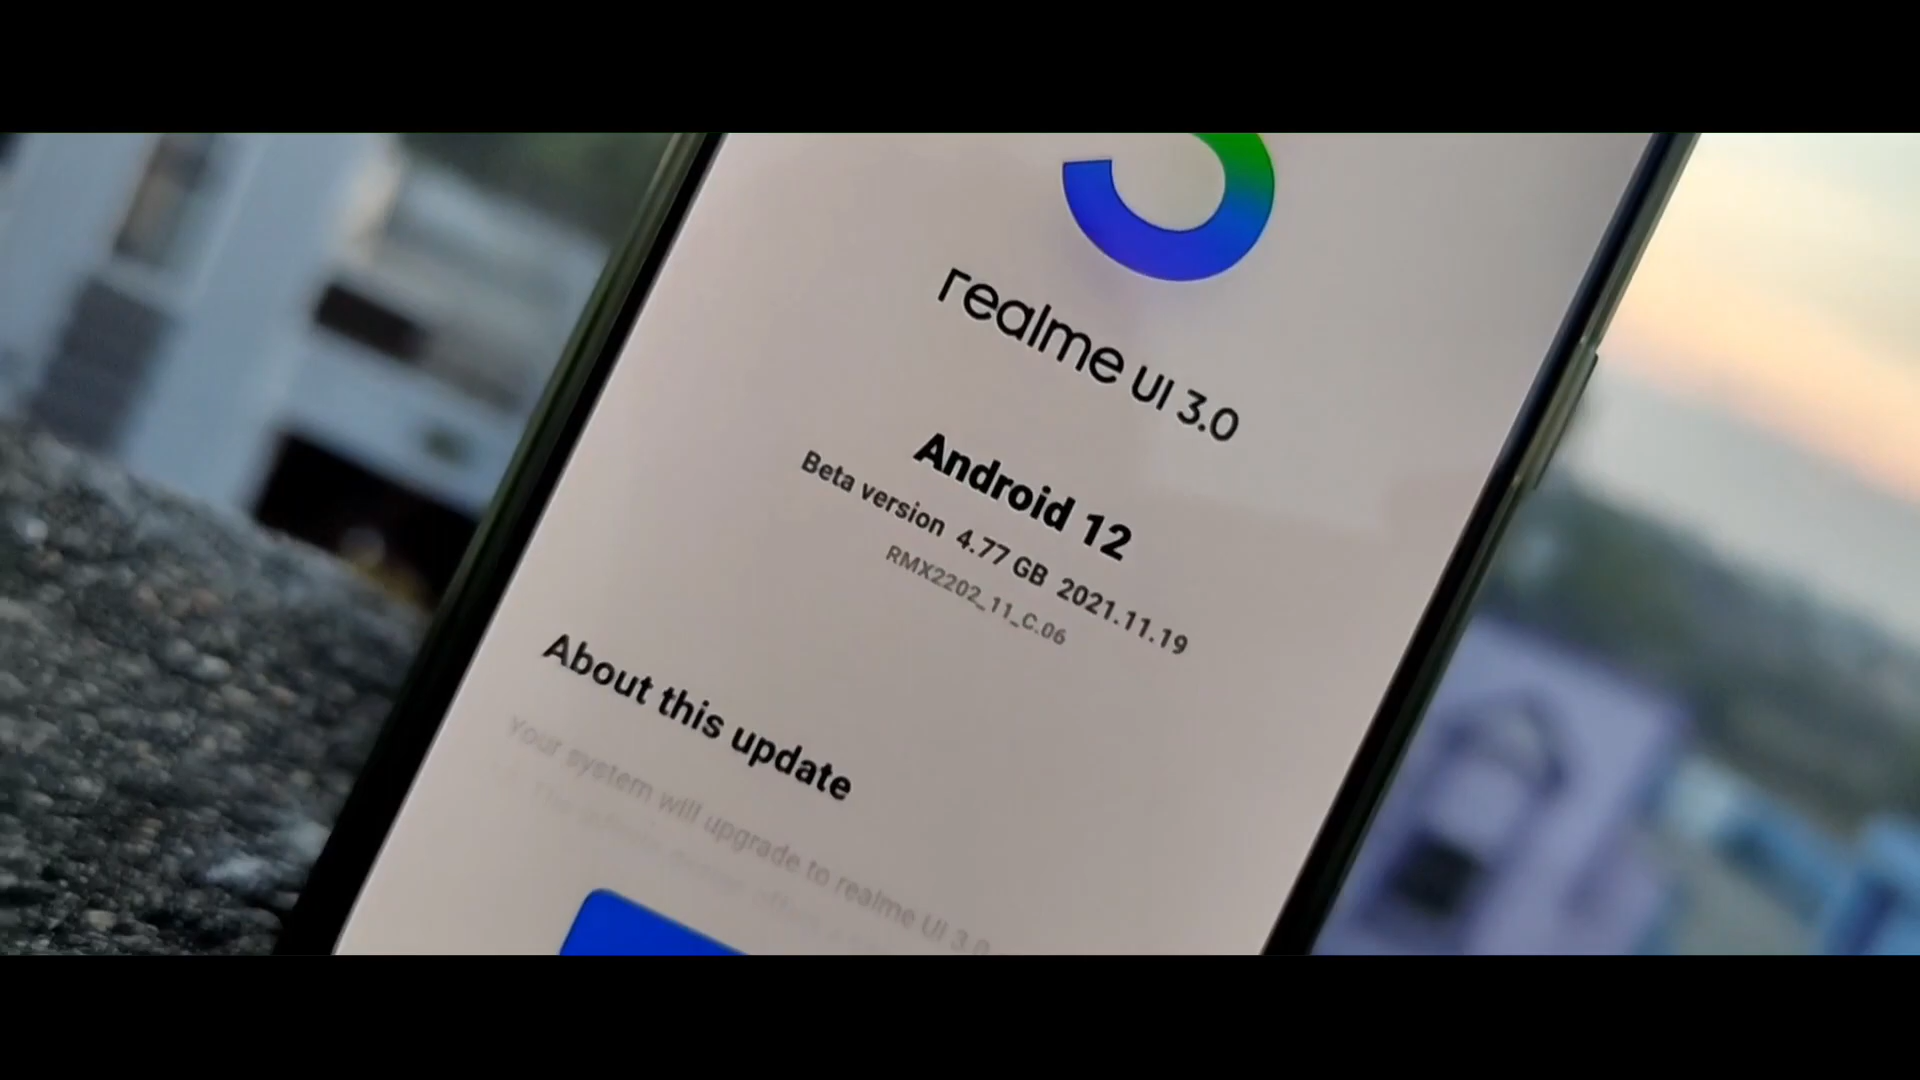 realme UI 3.0
Android 12
Beta version 4.77 GB 2021.11.19
RMX2202_11_C.06
About this update
Your system will upgrade to realme UI 3.0